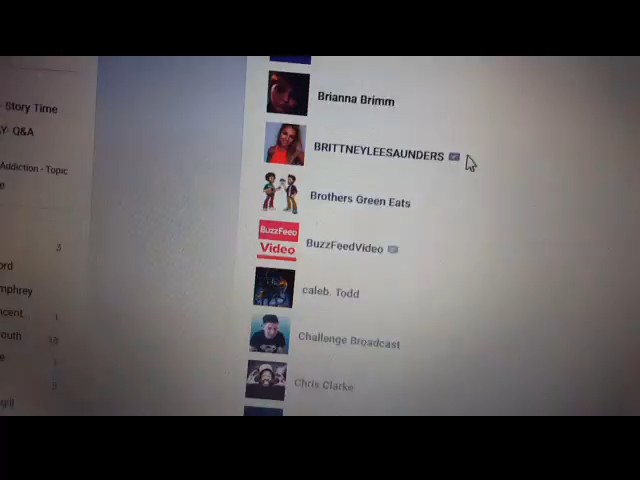 - Story Time
Y- Q&A
Addiction - Topic
e
3
ord
mphrey
ncent.
1
outh
e
Brianna Brimm
BRITTNEYLEESAUNDERS
Brothers Green Eats
BuzzFeed
Video
BuzzFeedVideo
caleb. Todd
Challenge Broadcast
Chris Clarke